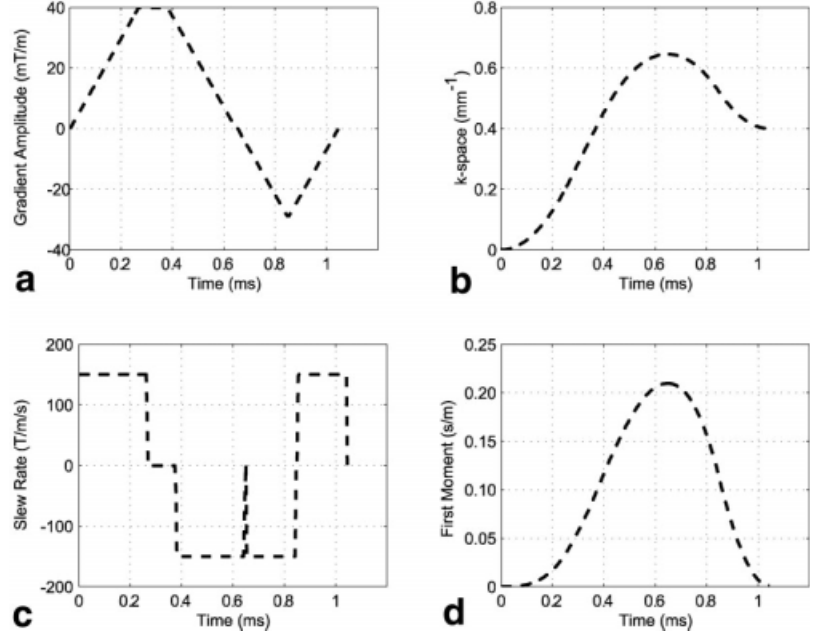 Gradient Amplitude (mT/m)
40
20
0
-20
-40
0 0.2 0.4 0.6 0.8 1
Time (ms)
a
k-space (mm-1)
0.8
0.6
0.4
0.2
0
0 0.2 0.4 0.6 0.8 1
Time (ms)
b
Slew Rate (T/m/s)
200
100
0
-100
-200
0 0.2 0.4 0.6 0.8 1
Time (ms)
c
First Moment (s/m)
0.25
0.20
0.15
0.10
0.05
0
0 0.2 0.4 0.6 0.8 1
Time (ms)
d